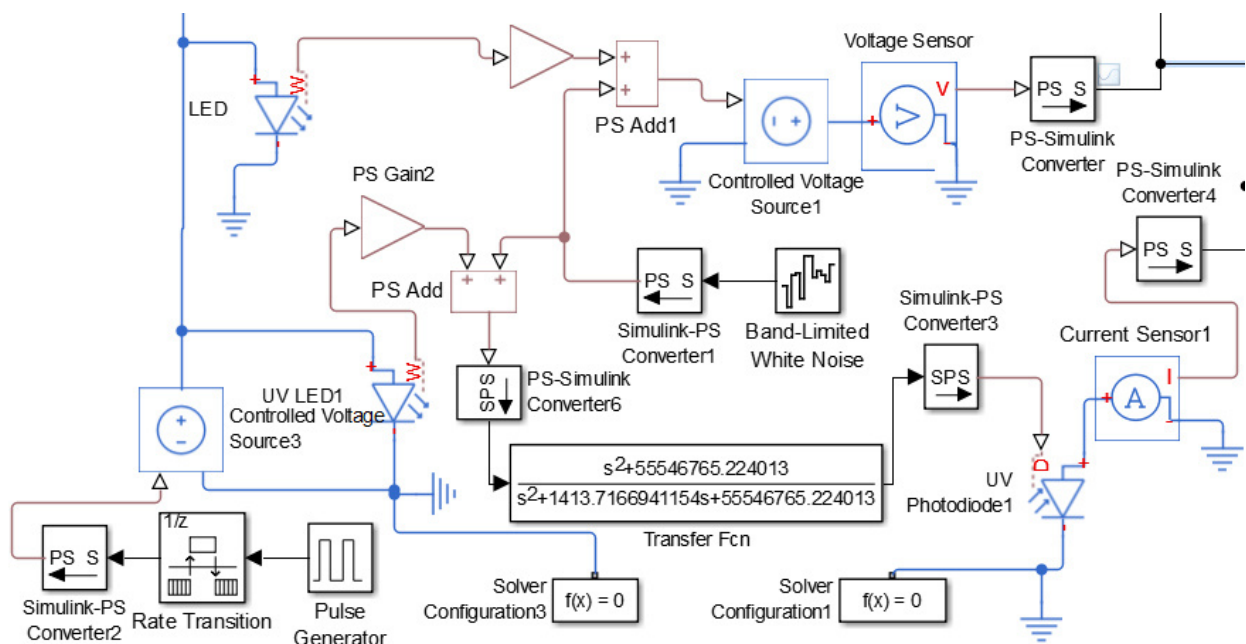 Voltage Sensor
W
LED
+
+
PS Add1
+
V
PS S
PS-Simulink
Converter
Controlled Voltage
Source1
PS-Simulink
Converter4
PS S
PS Gain2
PS Add
+ +
PS S
Simulink-PS
Converter1
Band-Limited
White Noise
Simulink-PS
Converter3
Current Sensor1
W
+
UV LED1
Controlled Voltage
Source3
SPS
PS-Simulink
Converter6
SPS
A
I
+
s²+55546765.224013
s²+1413.7166941154s+55546765.224013
Transfer Fcn
D
+
UV
Photodiode1
PS S
Simulink-PS
Converter2
1/z
Rate Transition
Pulse
Generator
Solver
Configuration3
f(x) = 0
Solver
Configuration1
f(x) = 0